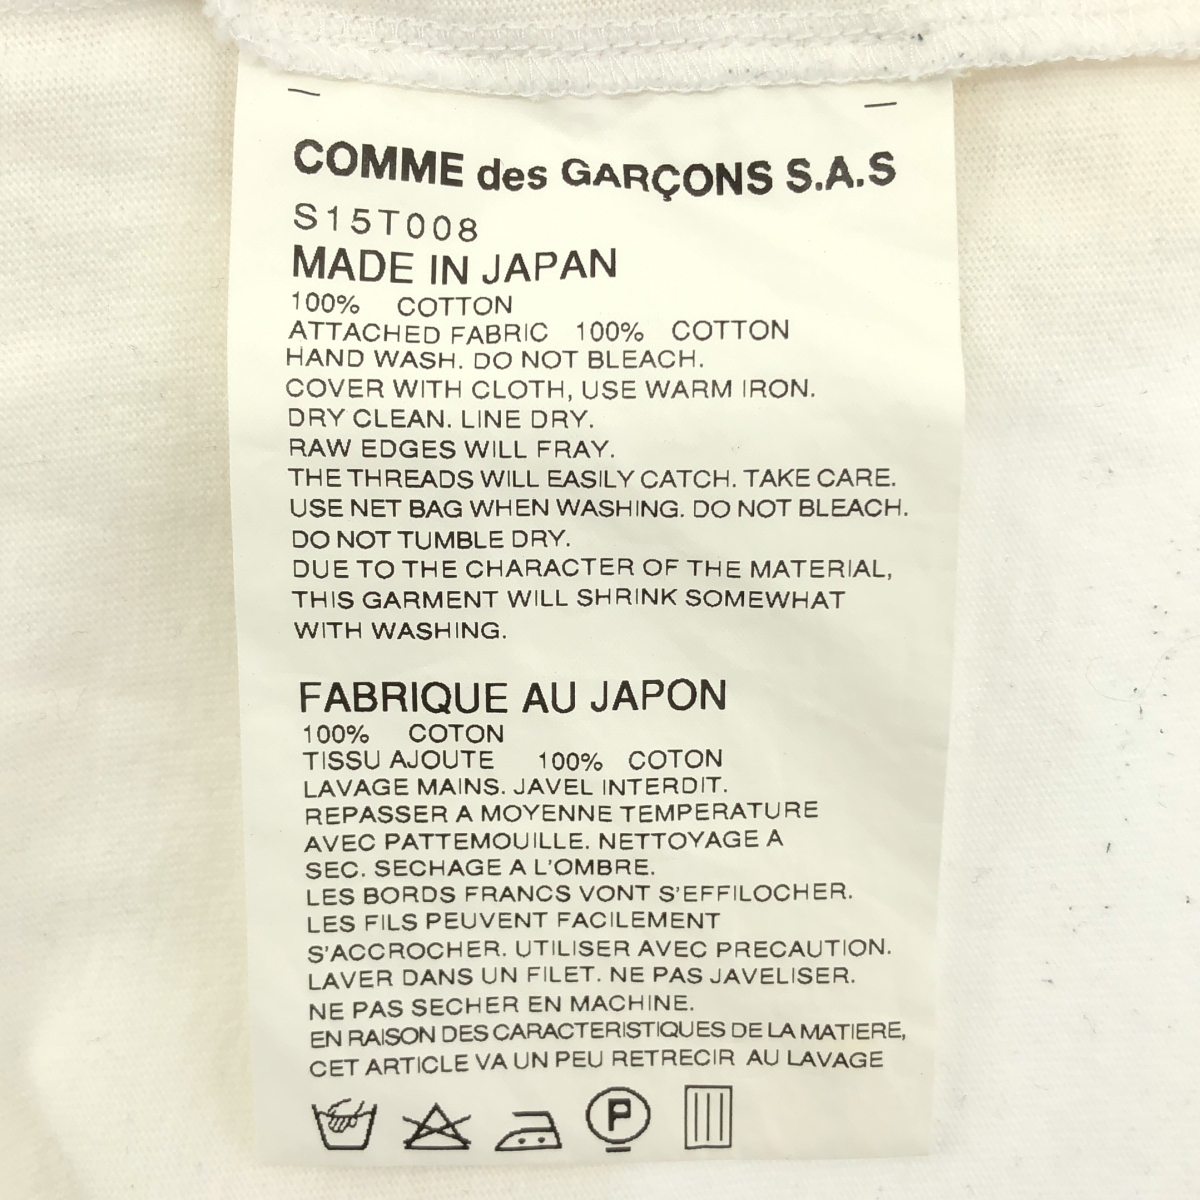 COMME des GARÇONS S.A.S
S15T008
MADE IN JAPAN
100% COTTON
ATTACHED FABRIC 100% COTTON
HAND WASH. DO NOT BLEACH.
COVER WITH CLOTH, USE WARM IRON.
DRY CLEAN. LINE DRY.
RAW EDGES WILL FRAY.
THE THREADS WILL EASILY CATCH. TAKE CARE.
USE NET BAG WHEN WASHING. DO NOT BLEACH.
DO NOT TUMBLE DRY.
DUE TO THE CHARACTER OF THE MATERIAL,
THIS GARMENT WILL SHRINK SOMEWHAT
WITH WASHING.
FABRIQUE AU JAPON
100% COTON
TISSU AJOUTE 100% COTON
LAVAGE MAINS. JAVEL INTERDIT.
REPASSER A MOYENNE TEMPERATURE
AVEC PATTEMOUILLE. NETTOYAGE A
SEC. SECHAGE A L'OMBRE.
LES BORDS FRANCS VONT S'EFFILOCHER.
LES FILS PEUVENT FACILEMENT
S'ACCROCHER. UTILISER AVEC PRECAUTION.
LAVER DANS UN FILET. NE PAS JAVELISER.
NE PAS SECHER EN MACHINE.
EN RAISON DES CARACTERISTIQUES DE LA MATIERE,
CET ARTICLE VA UN PEU RETRECIR AU LAVAGE
P